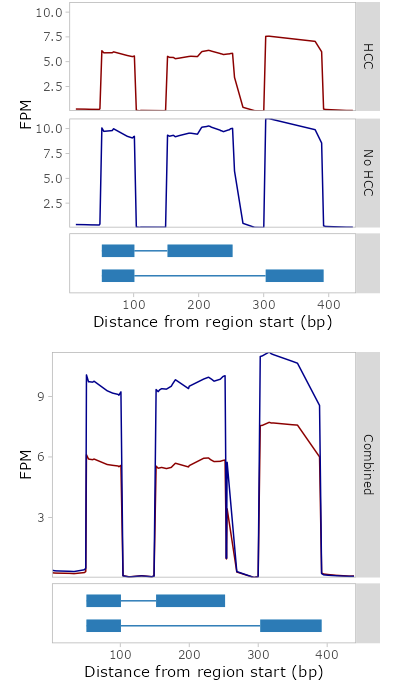 10.0
7.5
5.0
2.5
HCC
FPM
10.0
7.5
5.0
2.5
No HCC
100 200 300 400
Distance from region start (bp)
9
6
3
FPM
Combined
100 200 300 400
Distance from region start (bp)